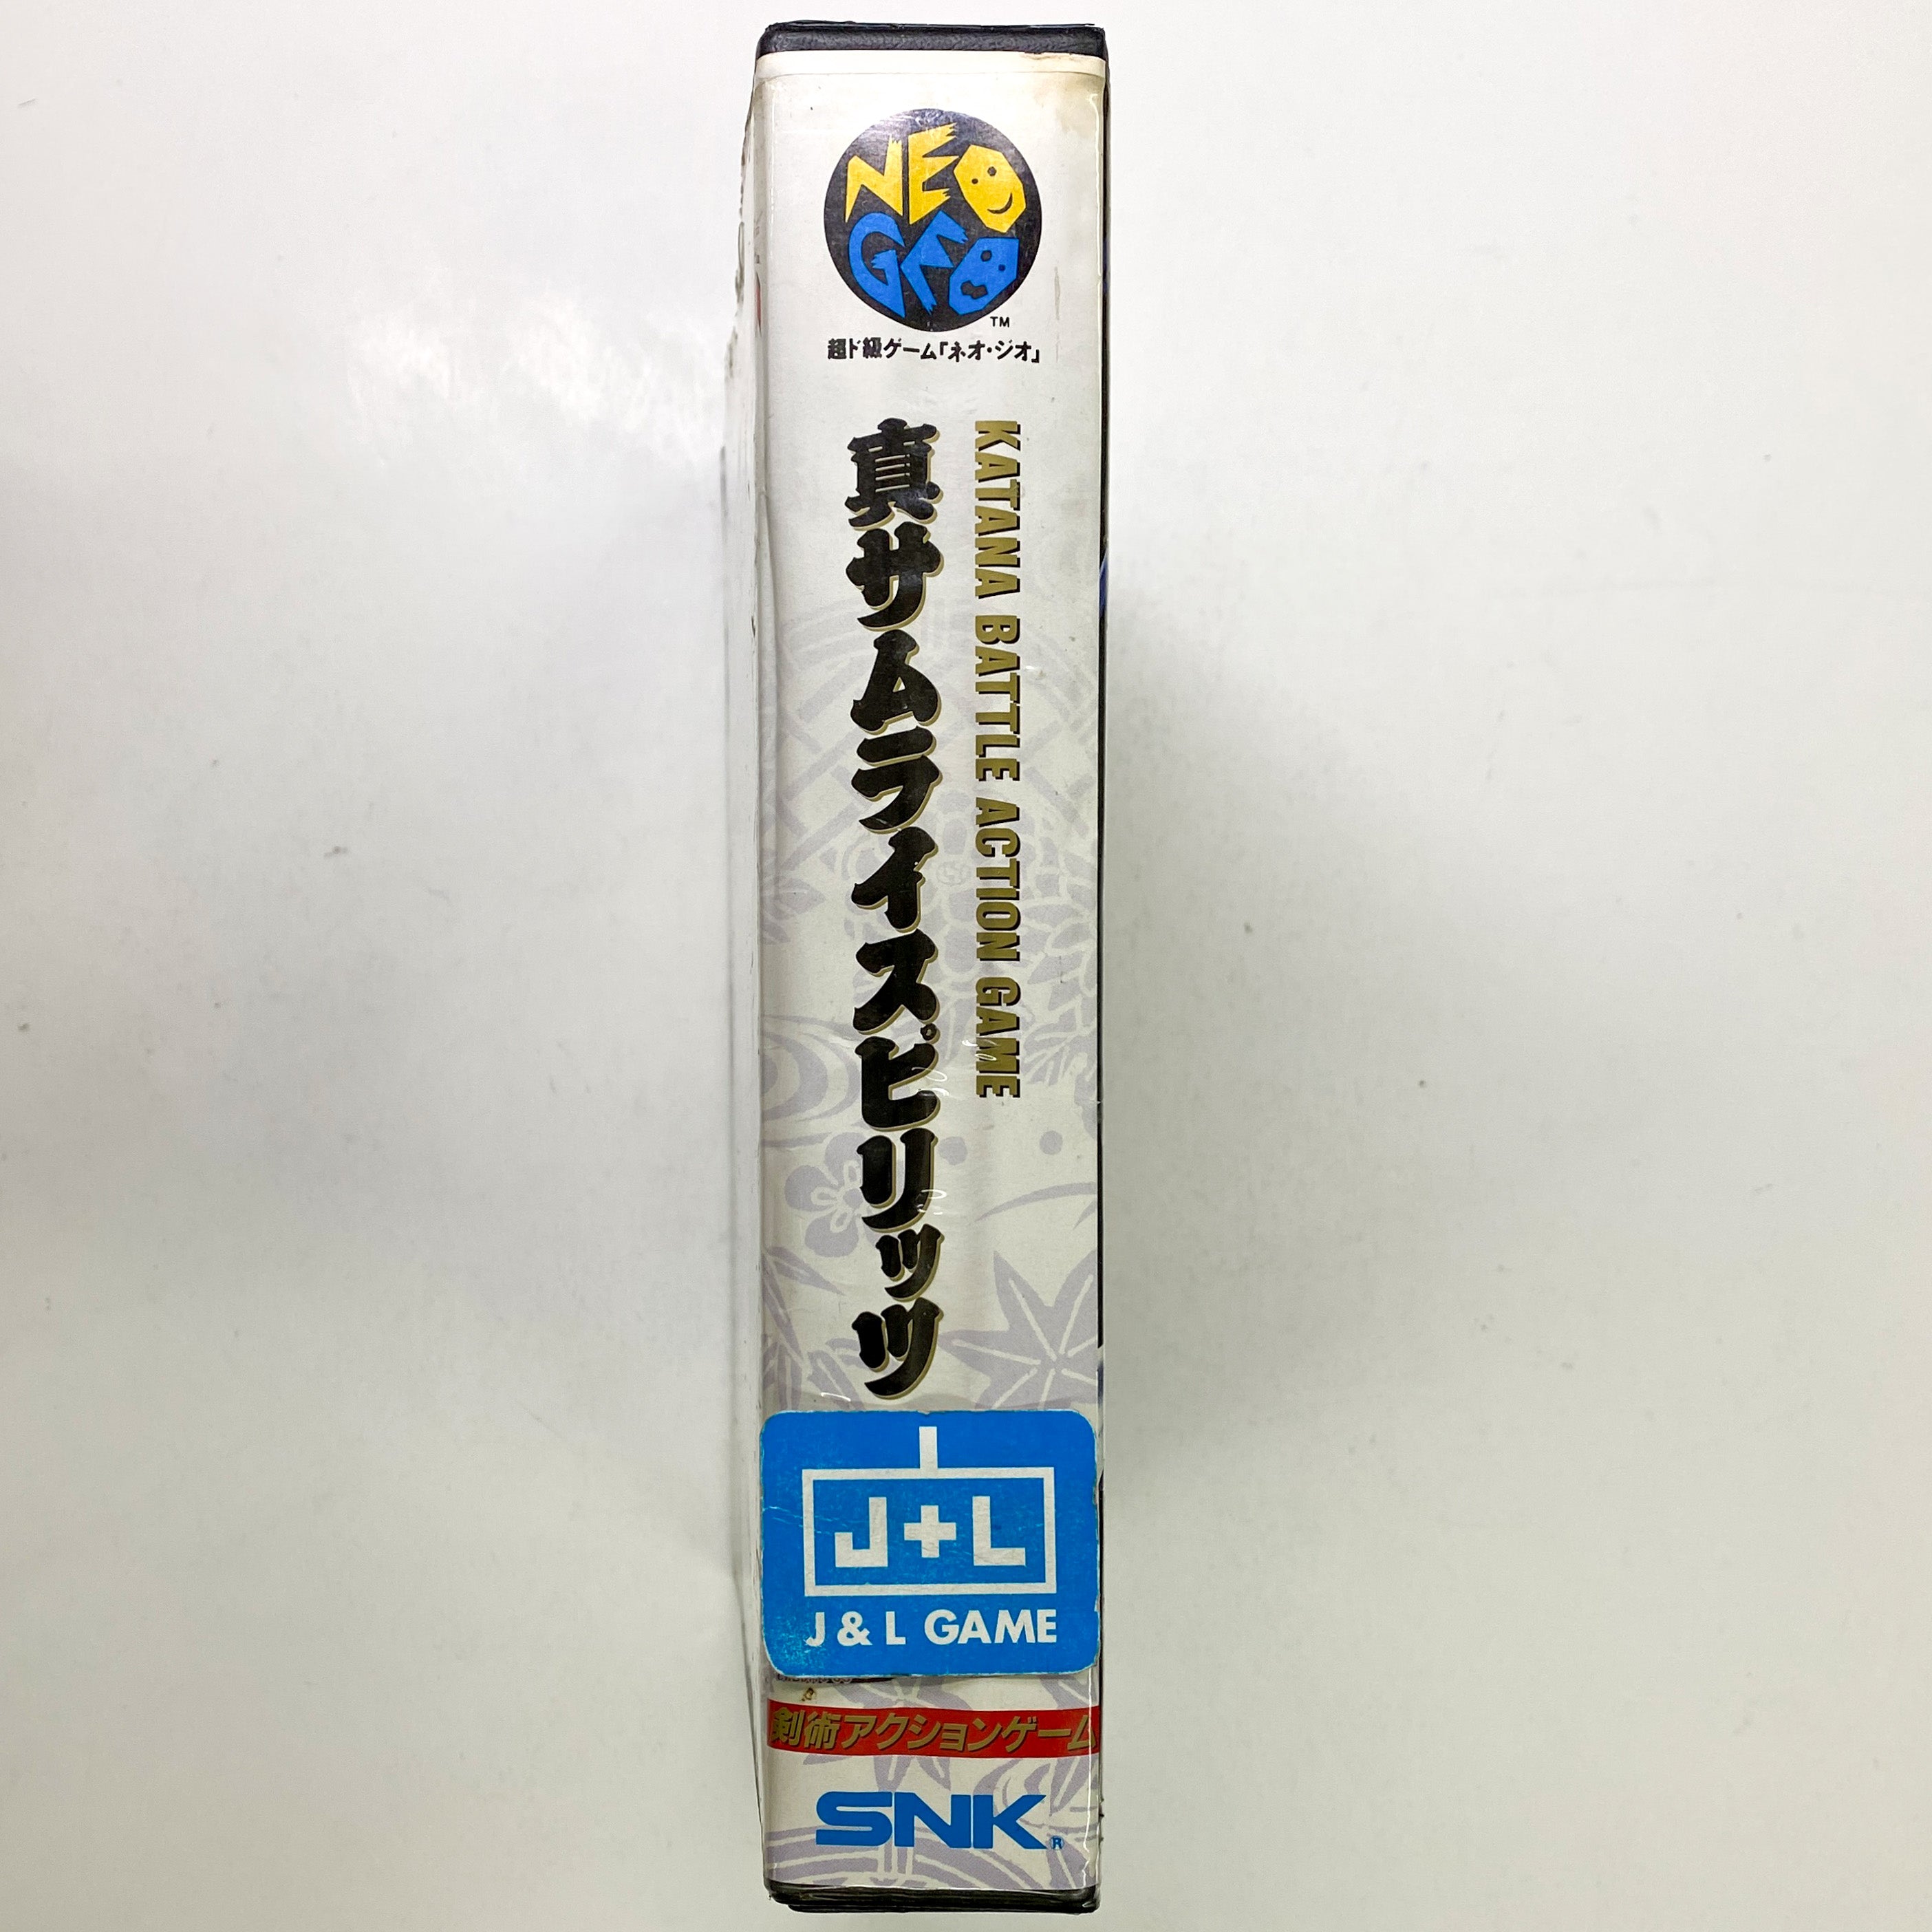 NEO
GEO
TM
超ド級ゲーム「ネオ・ジオ」
KATANA BATTLE ACTION GAME
真サムライスピリッツ
J+L
J & L GAME
剣術アクションゲーム
SNK®